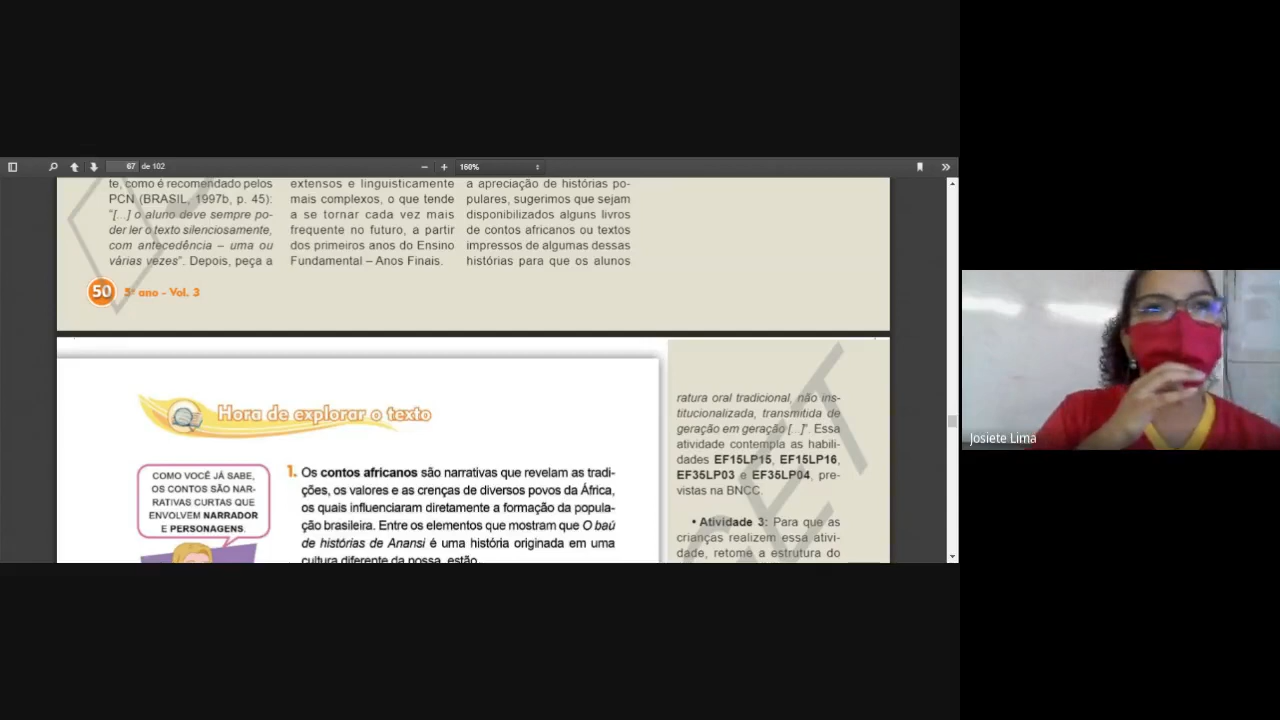 67 de 102
160%
te, como é recomendado pelos
PCN (BRASIL, 1997b, p. 45):
"[...] o aluno deve sempre po-
der ler o texto silenciosamente,
com antecedência – uma ou
várias vezes". Depois, peça a
extensos e linguisticamente
mais complexos, o que tende
a se tornar cada vez mais
frequente no futuro, a partir
dos primeiros anos do Ensino
Fundamental – Anos Finais.
a apreciação de histórias po-
pulares, sugerimos que sejam
disponibilizados alguns livros
de contos africanos ou textos
impressos de algumas dessas
histórias para que os alunos
50 5º ano - Vol. 3
Hora de explorar o texto
COMO VOCÊ JÁ SABE,
OS CONTOS SÃO NAR-
RATIVAS CURTAS QUE
ENVOLVEM NARRADOR
E PERSONAGENS.
1. Os contos africanos são narrativas que revelam as tradi-
ções, os valores e as crenças de diversos povos da África,
os quais influenciaram diretamente a formação da popula-
ção brasileira. Entre os elementos que mostram que O baú
de histórias de Anansi é uma história originada em uma
cultura diferente da nossa, estão
ratura oral tradicional, não ins-
titucionalizada, transmitida de
geração em geração [...]". Essa
atividade contempla as habili-
dades EF15LP15, EF15LP16,
EF35LP03 e EF35LP04, pre-
vistas na BNCC.
• Atividade 3: Para que as
crianças realizem essa ativi-
dade, retome a estrutura do
Josiete Lima